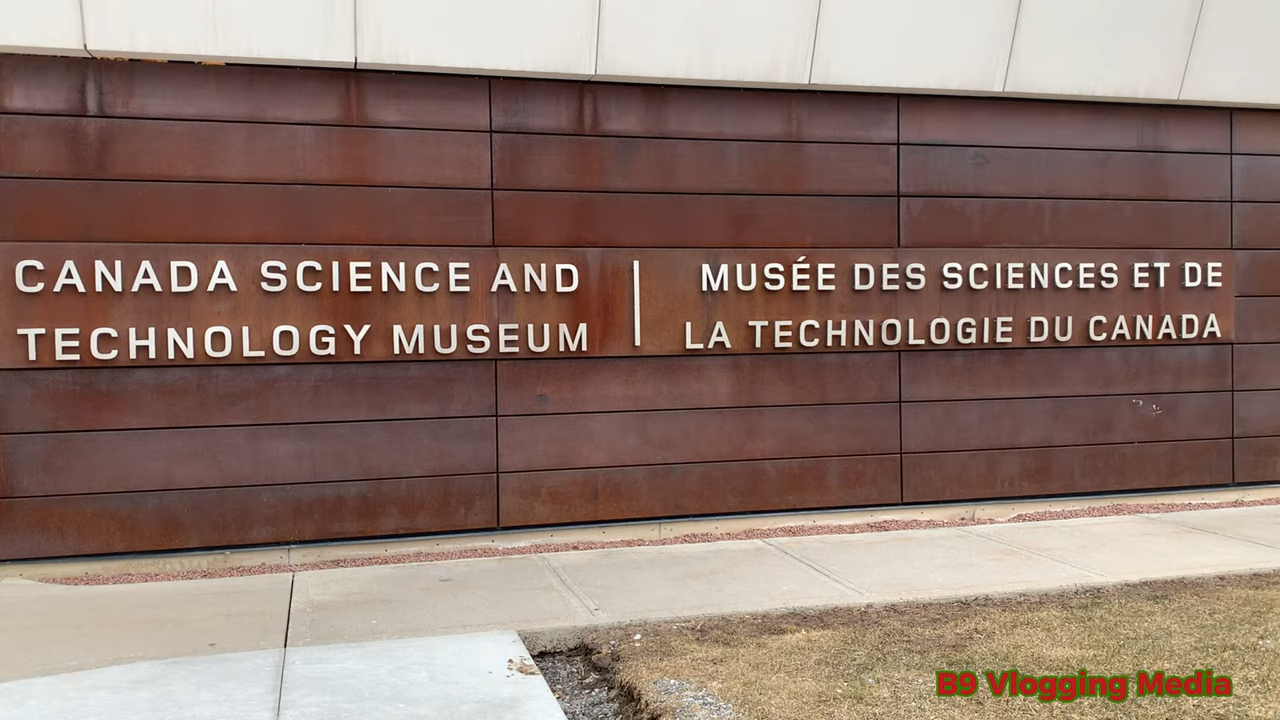 CANADA SCIENCE AND
TECHNOLOGY MUSEUM
MUSÉE DES SCIENCES ET DE
LA TECHNOLOGIE DU CANADA
B9 Vlogging Media